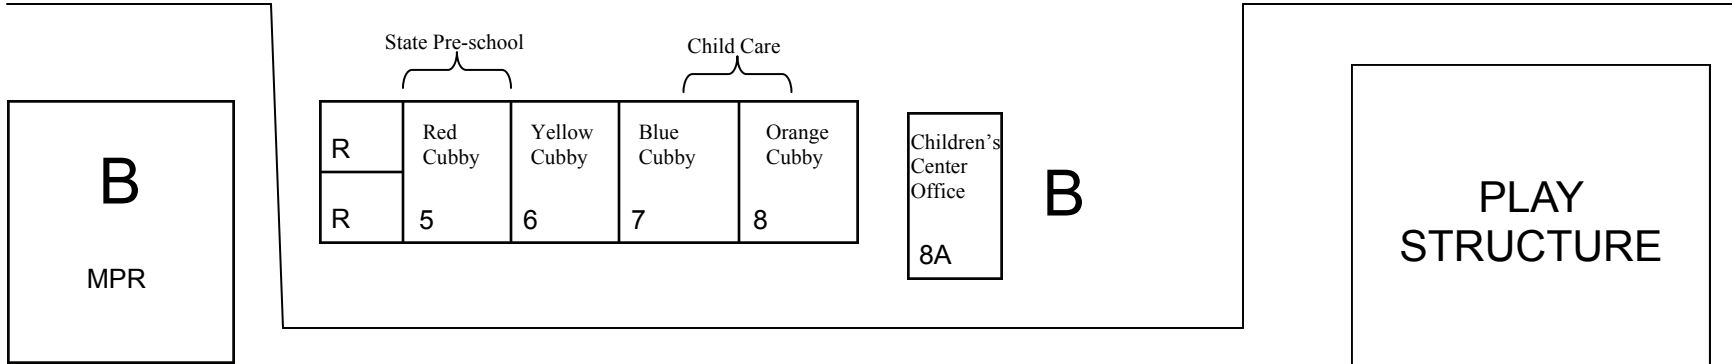 State Pre-school
Child Care
B
MPR
R
R
Red
Cubby
5
Yellow
Cubby
6
Blue
Cubby
7
Orange
Cubby
8
Children's
Center
Office
8A
B
PLAY
STRUCTURE